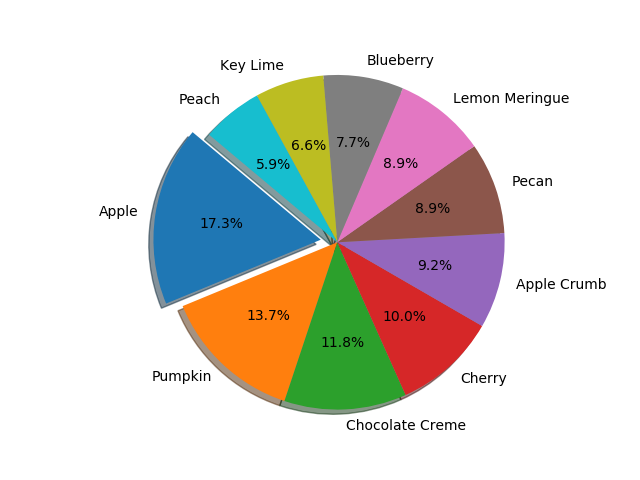 Blueberry
Key Lime
Lemon Meringue
Peach
7.7%
6.6%
8.9%
5.9%
Pecan
Apple
8.9%
17.3%
9.2%
Apple Crumb
13.7%
10.0%
11.8%
Pumpkin
Cherry
Chocolate Creme